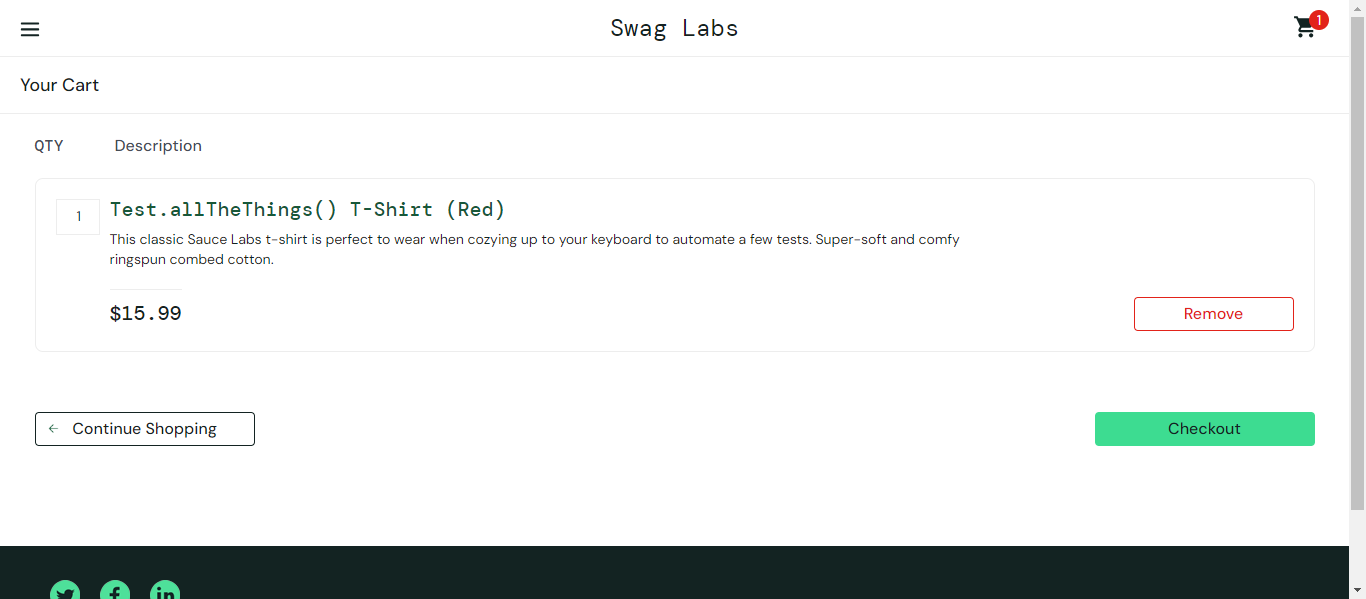 Swag Labs
1
Your Cart
QTY Description
1
Test.allTheThings() T-Shirt (Red)
This classic Sauce Labs t-shirt is perfect to wear when cozying up to your keyboard to automate a few tests. Super-soft and comfy
ringspun combed cotton.
$15.99
Remove
Continue Shopping
Checkout